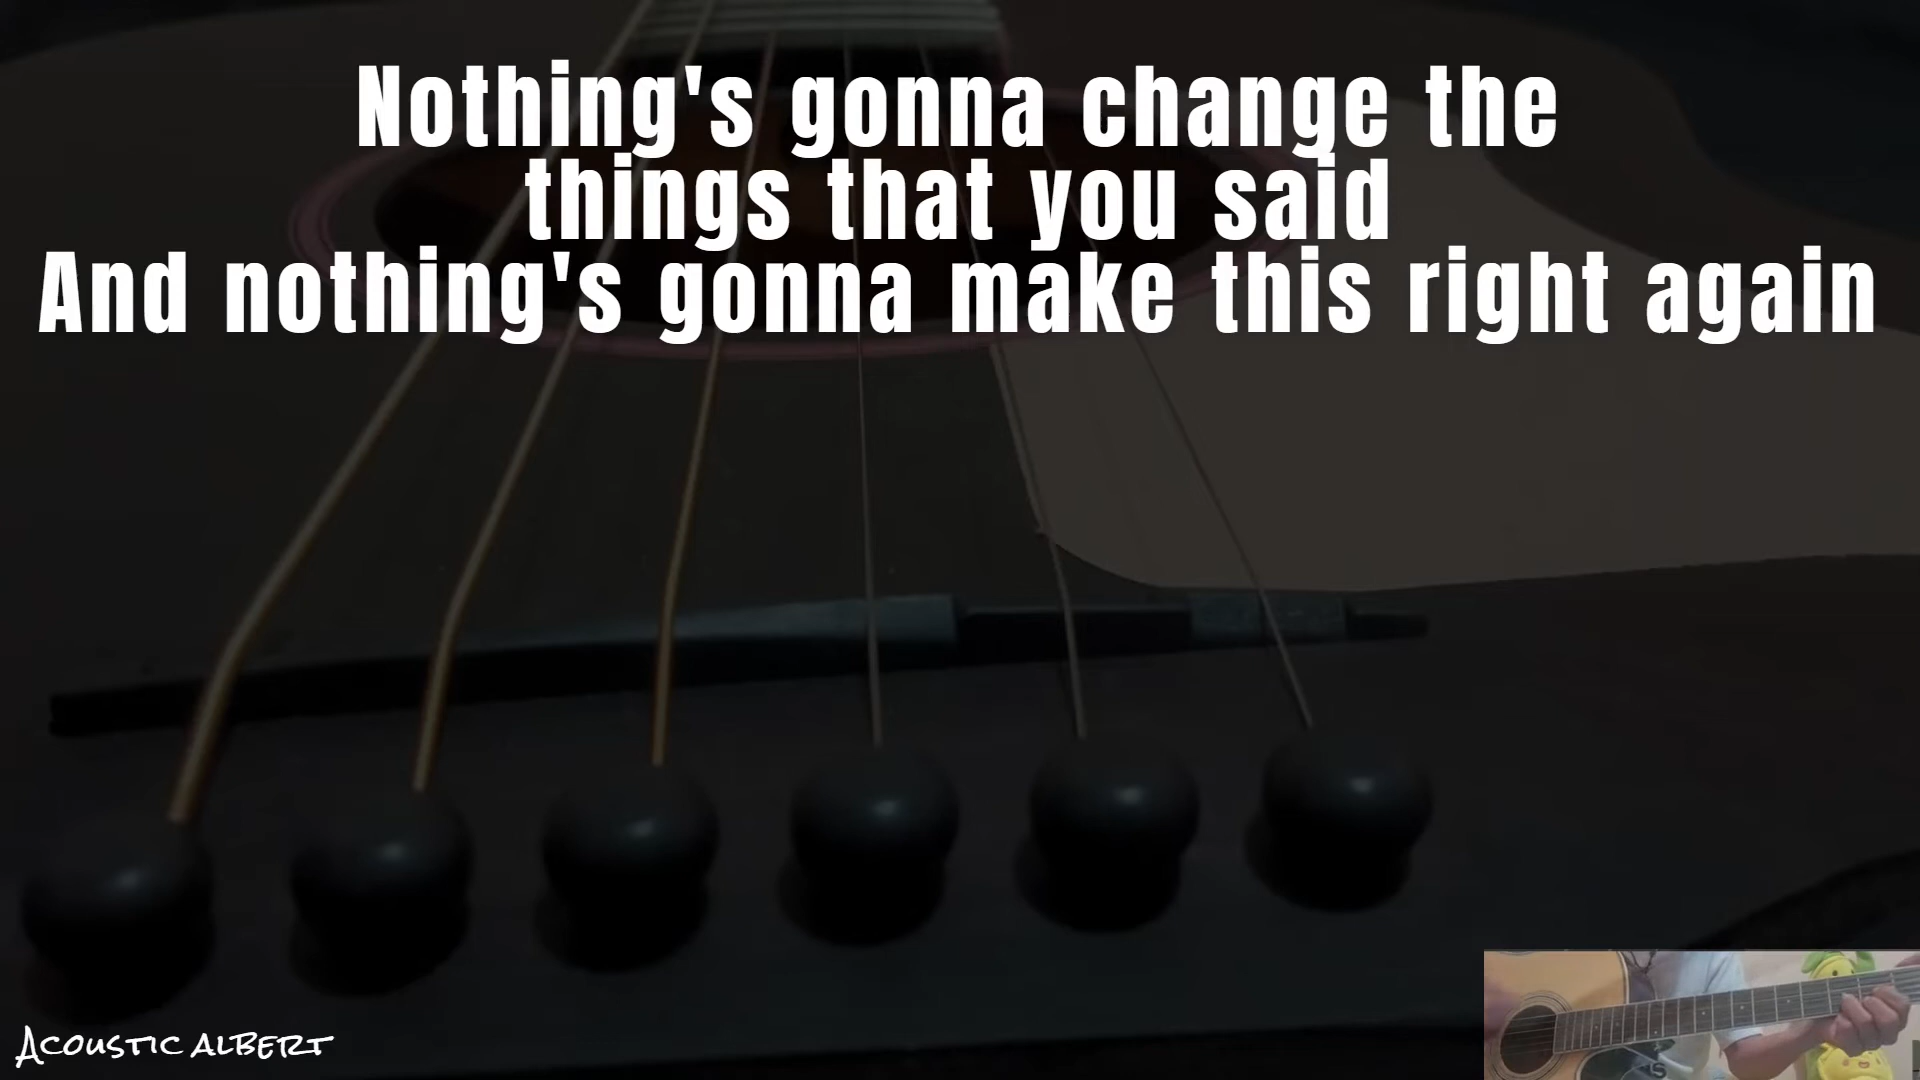 Nothing's gonna change the
things that you said
And nothing's gonna make this right again
Acoustic albert